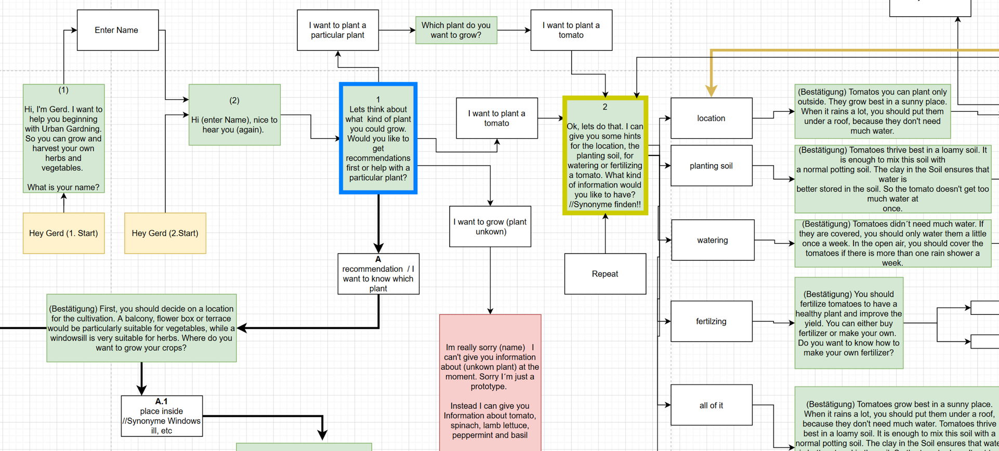 Enter Name
I want to plant a
particular plant
Which plant do you
want to grow?
I want to plant a
tomato
(1)
Hi, I'm Gerd. I want to
help you beginning
with Urban Gardning.
So you can grow and
harvest your own
herbs and
vegetables.
What is your name?
(2)
Hi (enter Name), nice to
hear you (again).
1
Lets think about
what kind of plant
you could grow.
Would you like to
get
recommendations
first or help with a
particular plant?
I want to plant a
tomato
2
Ok, lets do that. I can
give you some hints
for the location, the
planting soil, for
watering or fertilizing
a tomato. What kind
of information would
you like to have?
//Synonyme finden!!
location
(Bestätigung) Tomatos you can plant only
outside. They grow best in a sunny place.
When it rains a lot, you should put them
under a roof, because they don't need
much water.
planting soil
(Bestätigung) Tomatoes thrive best in a loamy soil. It
is enough to mix this soil with
a normal potting soil. The clay in the Soil ensures that
water is
better stored in the soil. So the tomato doesn't get too
much water at
once.
Hey Gerd (1. Start)
Hey Gerd (2.Start)
I want to grow (plant
unkown)
watering
(Bestätigung) Tomatoes didn´t need much water. If
they are covered, you should only water them a little
once a week. In the open air, you should cover the
tomatoes if there is more than one rain shower a
week.
A
recommendation / I
want to know which
plant
Repeat
(Bestätigung) First, you should decide on a location
for the cultivation. A balcony, flower box or terrace
would be particularly suitable for vegetables, while a
windowsill is very suitable for herbs. Where do you
want to grow your crops?
fertilzing
(Bestätigung) You should
fertilize tomatoes to have a
healthy plant and improve the
yield. You can either buy
fertilizer or make your own.
Do you want to know how to
make your own fertilizer?
Im really sorry (name) I
can't give you information
about (unkown plant) at the
moment. Sorry I´m just a
prototype.
Instead I can give you
Information about tomato,
spinach, lamb lettuce,
peppermint and basil
A.1
place inside
//Synonyme Windows
ill, etc
all of it
(Bestätigung) Tomatoes grow best in a sunny place.
When it rains a lot, you should put them under a roof,
because they don't need much water. Tomatoes thrive
best in a loamy soil. It is enough to mix this soil with a
normal potting soil. The clay in the Soil ensures that wate